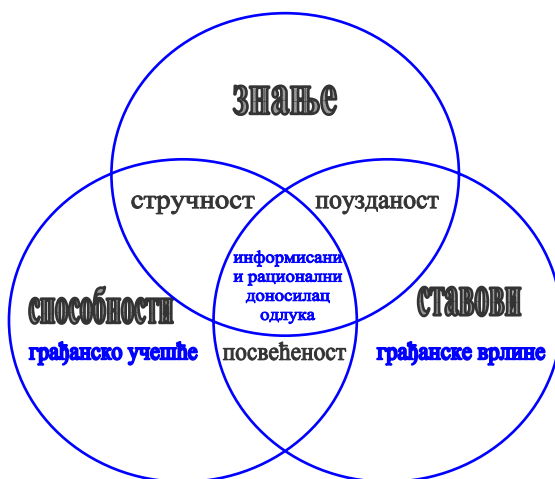 знање
стручност
поузданост
информисани
и рационални
доносилац
одлука
способности
грађанско учешће
посвећеност
ставови
грађанске врлине